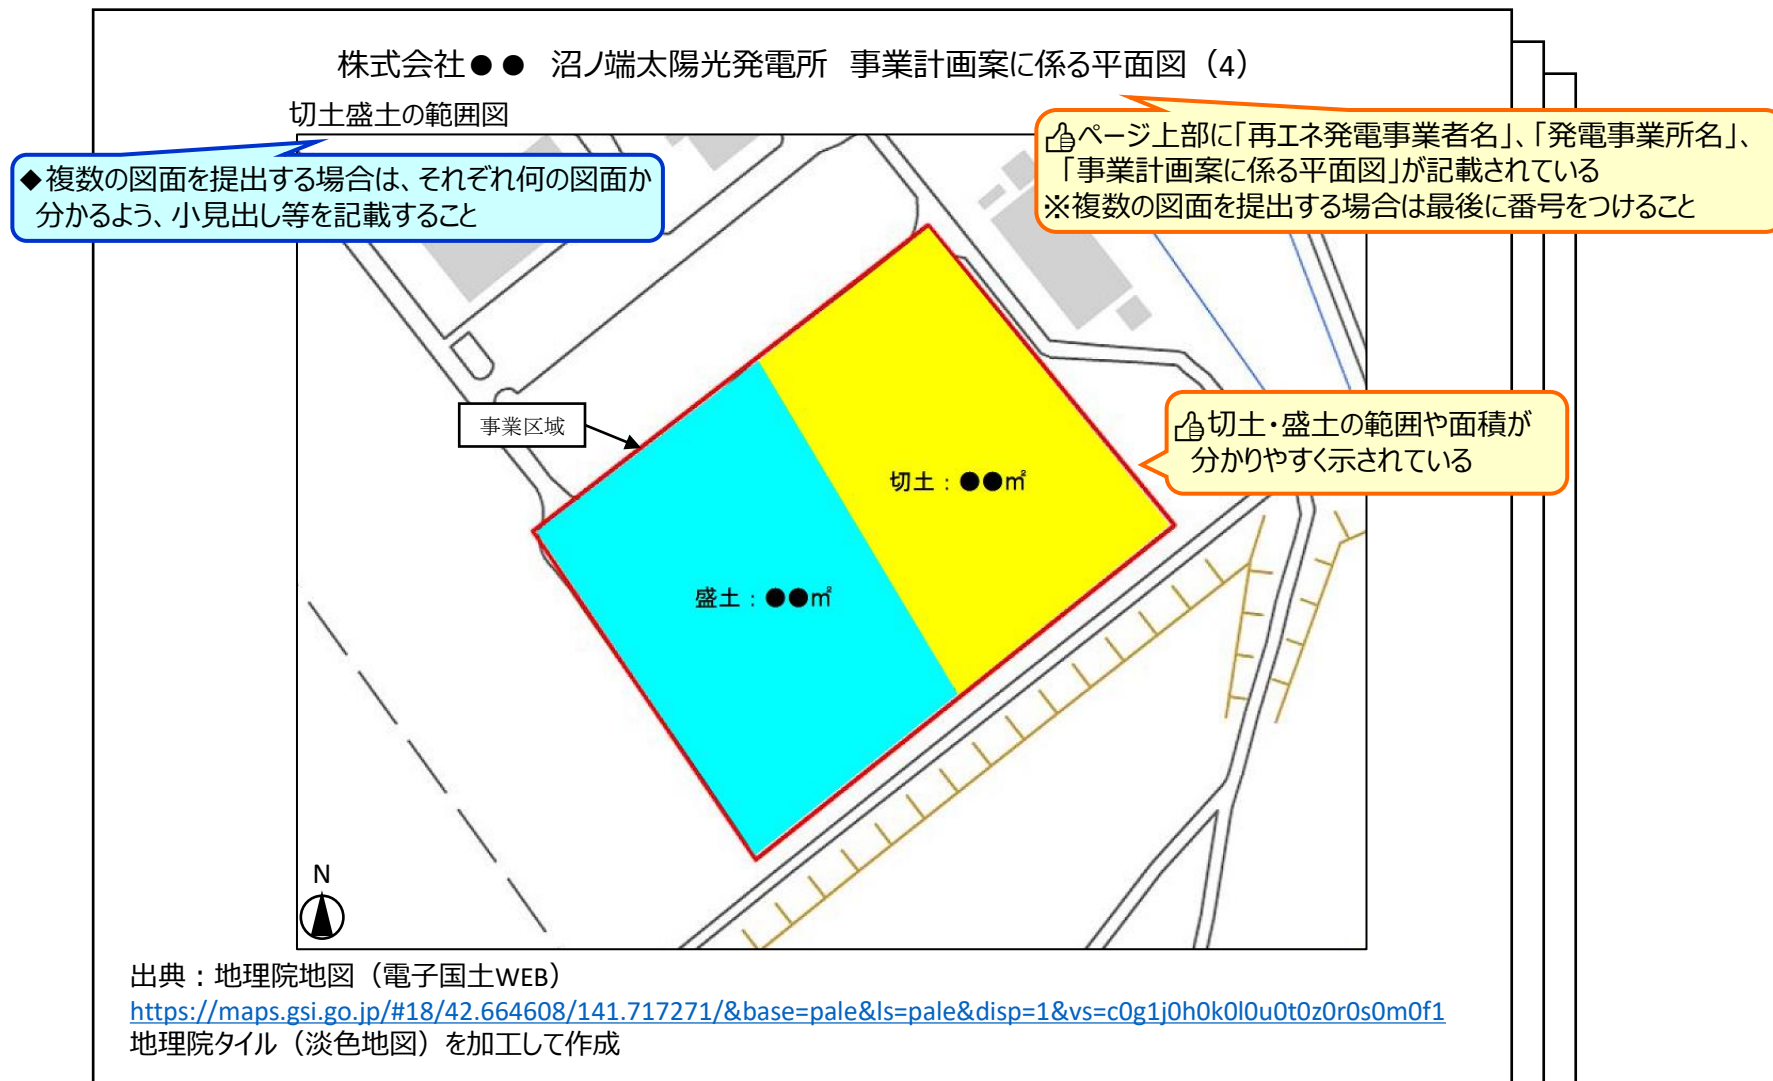 株式会社●● 沼ノ端太陽光発電所 事業計画案に係る平面図（4）
切土盛土の範囲図
◆複数の図面を提出する場合は、それぞれ何の図面か
分かるよう、小見出し等を記載すること
ページ上部に「再エネ発電事業者名」、「発電事業所名」、
「事業計画案に係る平面図」が記載されている
※複数の図面を提出する場合は最後に番号をつけること
事業区域
切土・盛土の範囲や面積が
分かりやすく示されている
切土：●●㎡
盛土：●●㎡
N
出典：地理院地図（電子国土WEB）
https://maps.gsi.go.jp/#18/42.664608/141.717271/&base=pale&ls=pale&disp=1&vs=c0g1j0h0k0l0u0t0z0r0s0m0f1
地理院タイル（淡色地図）を加工して作成